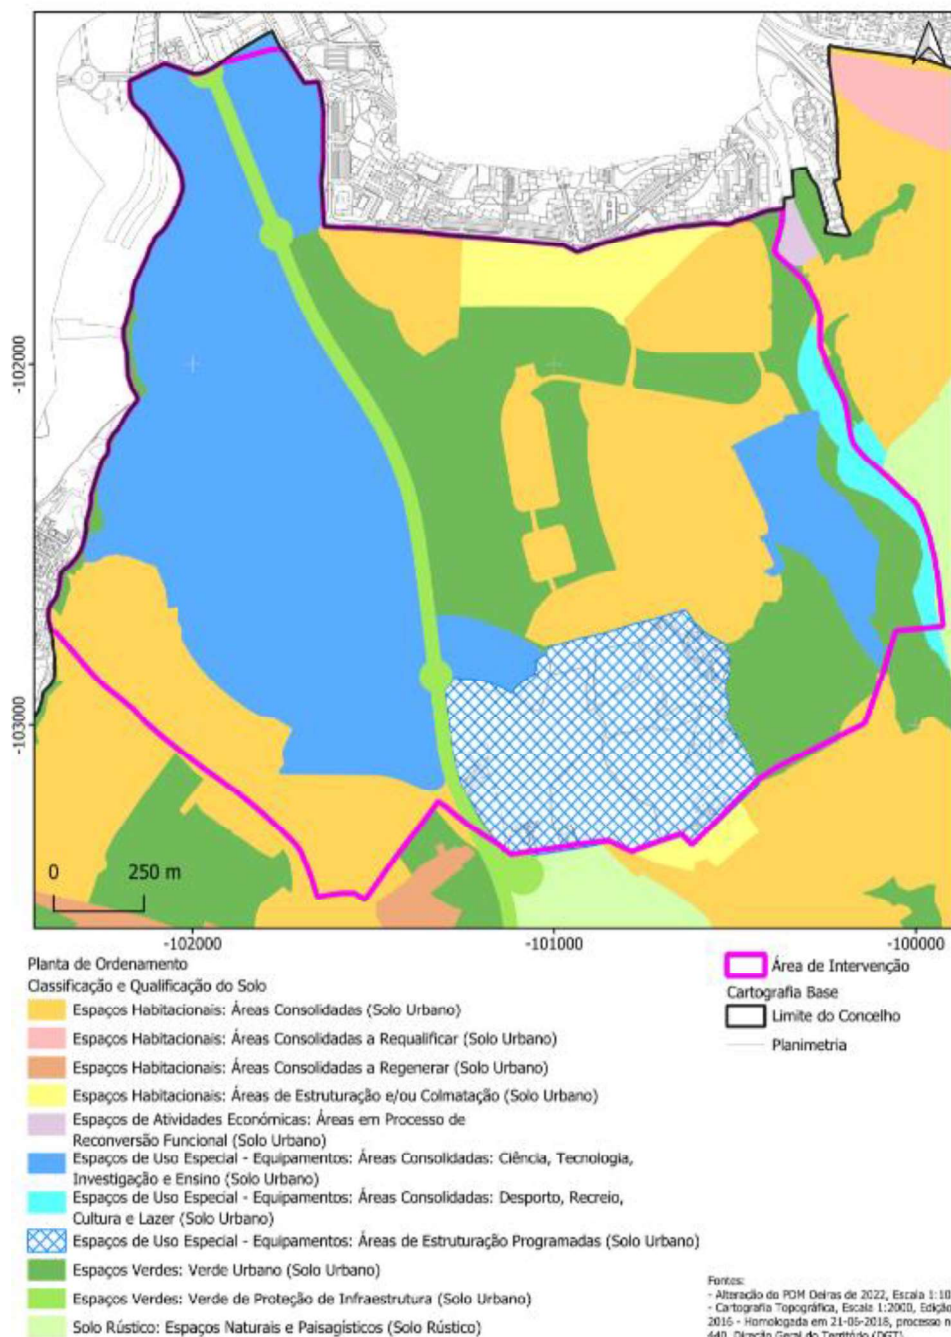 -102000
-103000
0 250 m
-102000 -101000 -100000
Planta de Ordenamento
Classificação e Qualificação do Solo
Espaços Habitacionais: Áreas Consolidadas (Solo Urbano)
Espaços Habitacionais: Áreas Consolidadas a Requalificar (Solo Urbano)
Espaços Habitacionais: Áreas Consolidadas a Regenerar (Solo Urbano)
Espaços Habitacionais: Áreas de Estruturação e/ou Colmatação (Solo Urbano)
Espaços de Atividades Económicas: Áreas em Processo de
Reconversão Funcional (Solo Urbano)
Espaços de Uso Especial - Equipamentos: Áreas Consolidadas: Ciência, Tecnologia,
Investigação e Ensino (Solo Urbano)
Espaços de Uso Especial - Equipamentos: Áreas Consolidadas: Desporto, Recreio,
Cultura e Lazer (Solo Urbano)
Espaços de Uso Especial - Equipamentos: Áreas de Estruturação Programadas (Solo Urbano)
Espaços Verdes: Verde Urbano (Solo Urbano)
Espaços Verdes: Verde de Proteção de Infraestrutura (Solo Urbano)
Solo Rústico: Espaços Naturais e Paisagísticos (Solo Rústico)
Área de Intervenção
Cartografia Base
Limite do Concelho
Planimetria
Fontes:
- Alteração do PDM Oeiras de 2022, Escala 1:10
- Cartografia Topográfica, Escala 1:2000, Edição
2016 - Homologada em 21-06-2018, processo n
440, Direção Geral do Território (DGT).